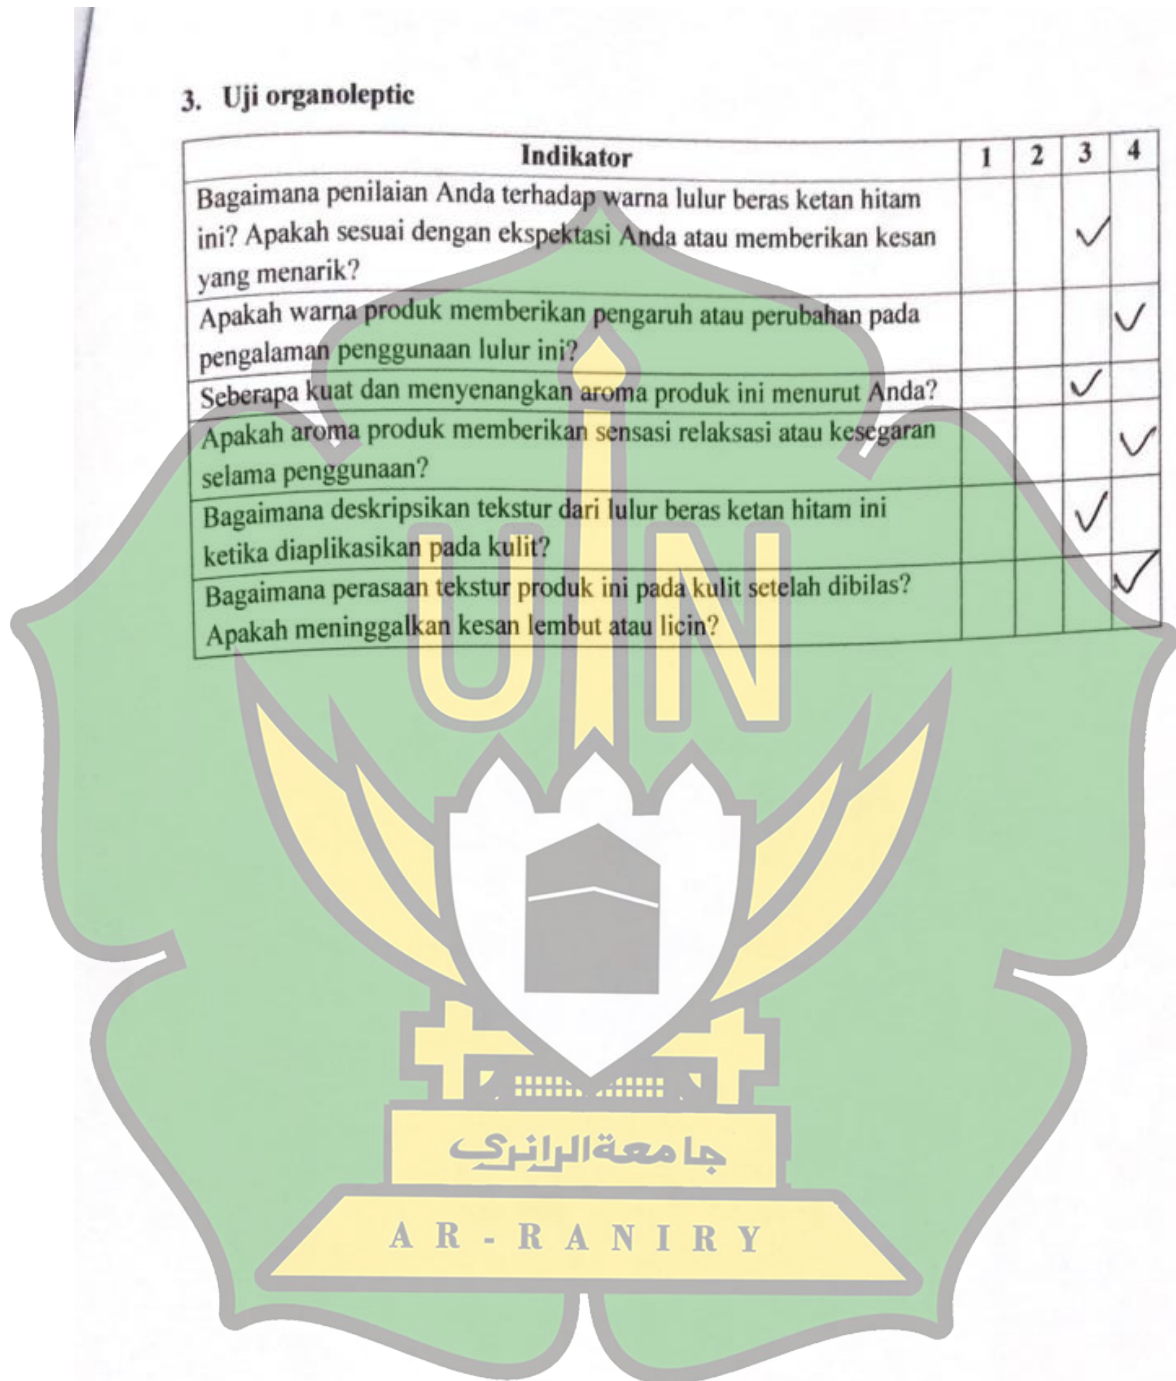 3. Uji organoleptic
Indikator 1 2 3 4
Bagaimana penilaian Anda terhadap warna lulur beras ketan hitam
ini? Apakah sesuai dengan ekspektasi Anda atau memberikan kesan
yang menarik?
✓
Apakah warna produk memberikan pengaruh atau perubahan pada
pengalaman penggunaan lulur ini?
✓
Seberapa kuat dan menyenangkan aroma produk ini menurut Anda? ✓
Apakah aroma produk memberikan sensasi relaksasi atau kesegaran
selama penggunaan?
✓
Bagaimana deskripsikan tekstur dari lulur beras ketan hitam ini
ketika diaplikasikan pada kulit?
✓
Bagaimana perasaan tekstur produk ini pada kulit setelah dibilas?
Apakah meninggalkan kesan lembut atau licin?
✓
UIN
جامعةالرانري
AR-RANIRY